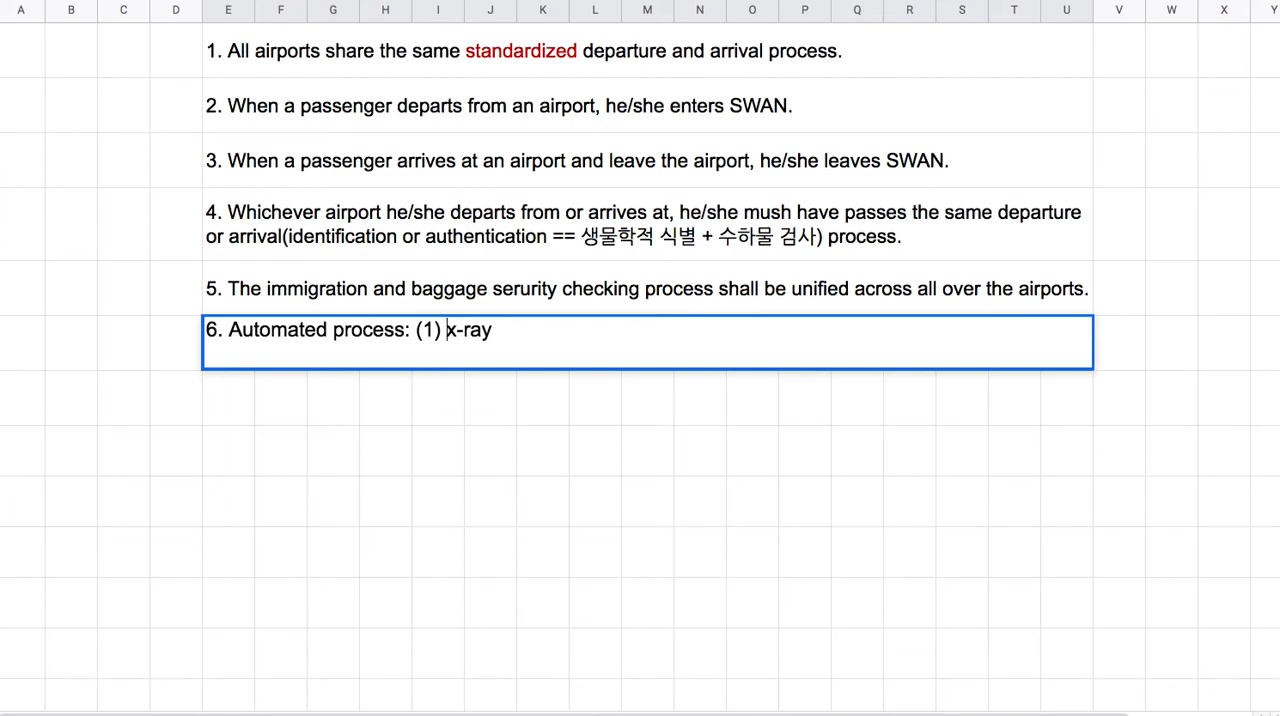 A B C D E F G H I J K L M N O P Q R S T U V W X Y
1. All airports share the same standardized departure and arrival process.
2. When a passenger departs from an airport, he/she enters SWAN.
3. When a passenger arrives at an airport and leave the airport, he/she leaves SWAN.
4. Whichever airport he/she departs from or arrives at, he/she mush have passes the same departure
or arrival(identification or authentication == 생물학적 식별 + 수하물 검사) process.
5. The immigration and baggage serurity checking process shall be unified across all over the airports.
6. Automated process: (1) x-ray